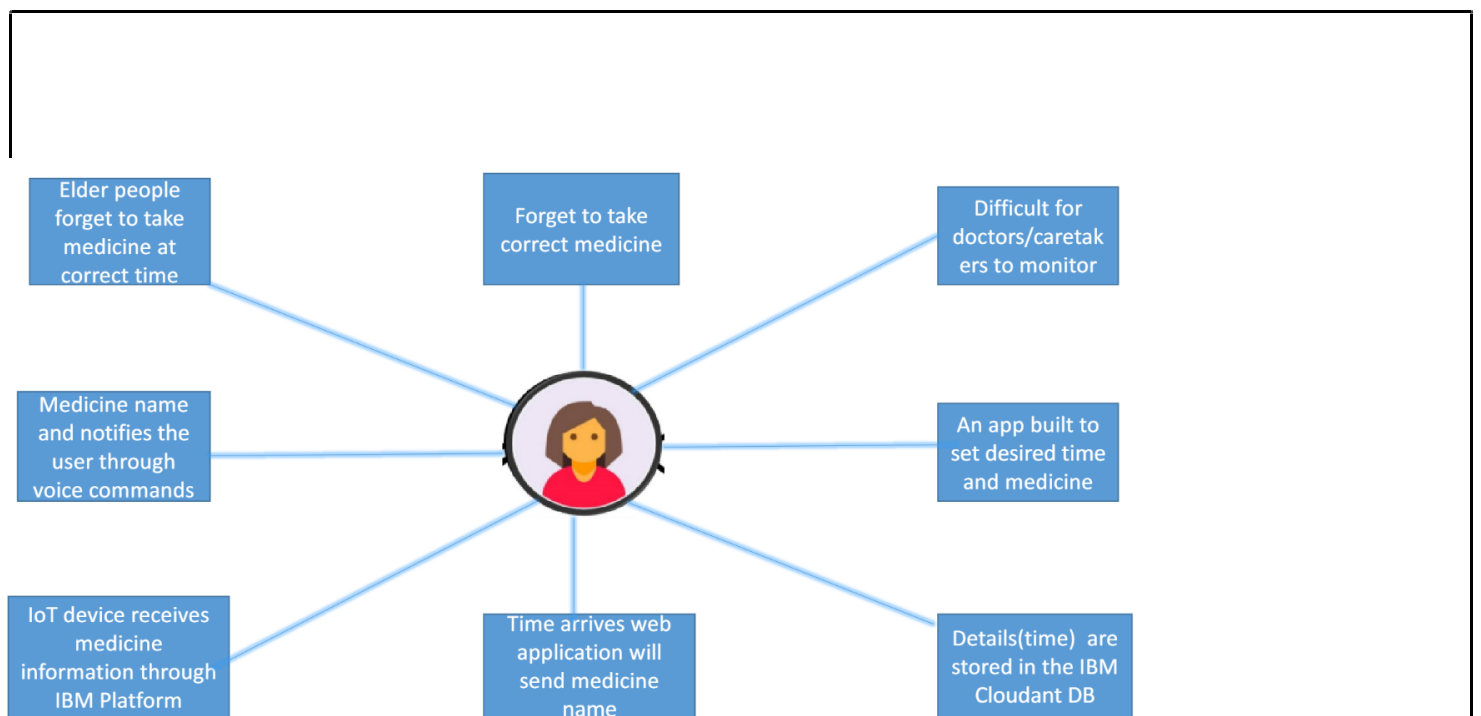 Elder people
forget to take
medicine at
correct time
Forget to take
correct medicine
Difficult for
doctors/caretak
ers to monitor
Medicine name
and notifies the
user through
voice commands
An app built to
set desired time
and medicine
IoT device receives
medicine
information through
IBM Platform
Time arrives web
application will
send medicine
name
Details(time) are
stored in the IBM
Cloudant DB